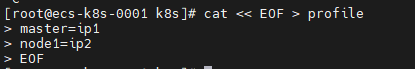 [root@ecs-k8s-0001 k8s]# cat << EOF > profile
> master=ip1
> node1=ip2
> EOF